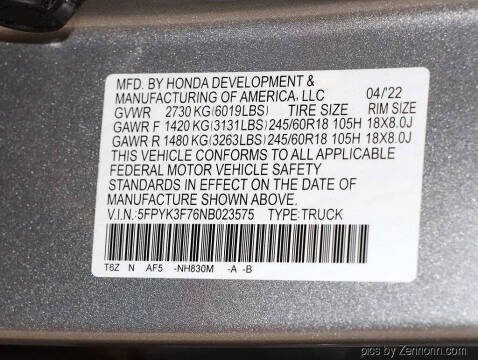 MFD. BY HONDA DEVELOPMENT &
MANUFACTURING OF AMERICA, LLC 04/'22
GVWR 2730 KG(6019LBS) TIRE SIZE RIM SIZE
GAWR F 1420 KG(3131LBS) 245/60R18 105H 18X8.0J
GAWR R 1480 KG(3263LBS) 245/60R18 105H 18X8.0J
THIS VEHICLE CONFORMS TO ALL APPLICABLE
FEDERAL MOTOR VEHICLE SAFETY
STANDARDS IN EFFECT ON THE DATE OF
MANUFACTURE SHOWN ABOVE.
V.I.N.:5FPYK3F76NB023575 TYPE:TRUCK
T6Z N AF5 -NH830M -A -B
pics by Zennonn.com